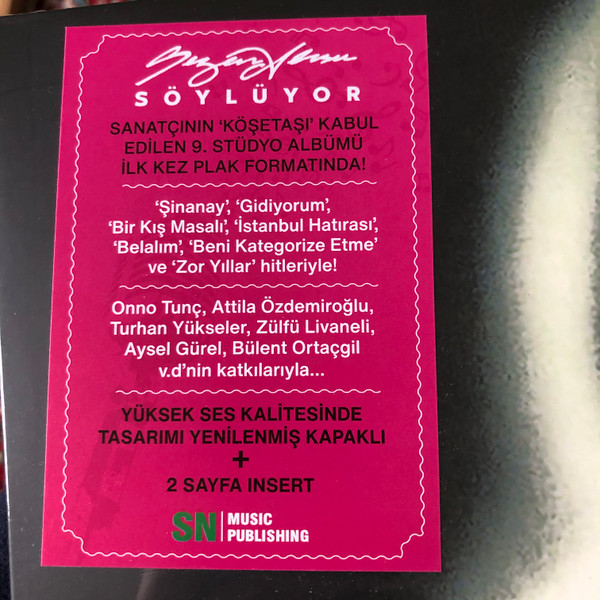 Sezen Aksu
SÖYLÜYOR
SANATÇININ ‘KÖŞETAŞI’ KABUL
EDİLEN 9. STÜDYO ALBÜMÜ
İLK KEZ PLAK FORMATINDA!
‘Şinanay’, ‘Gidiyorum’,
‘Bir Kış Masalı’, ‘İstanbul Hatırası’,
‘Belalım’, ‘Beni Kategorize Etme’
ve ‘Zor Yıllar’ hitleriyle!
Onno Tunç, Attila Özdemiroğlu,
Turhan Yükseler, Zülfü Livaneli,
Aysel Gürel, Bülent Ortaçgil
v.d’nin katkılarıyla...
YÜKSEK SES KALİTESİNDE
TASARIMI YENİLENMİŞ KAPAKLI
+
2 SAYFA INSERT
SN MUSIC
PUBLISHING